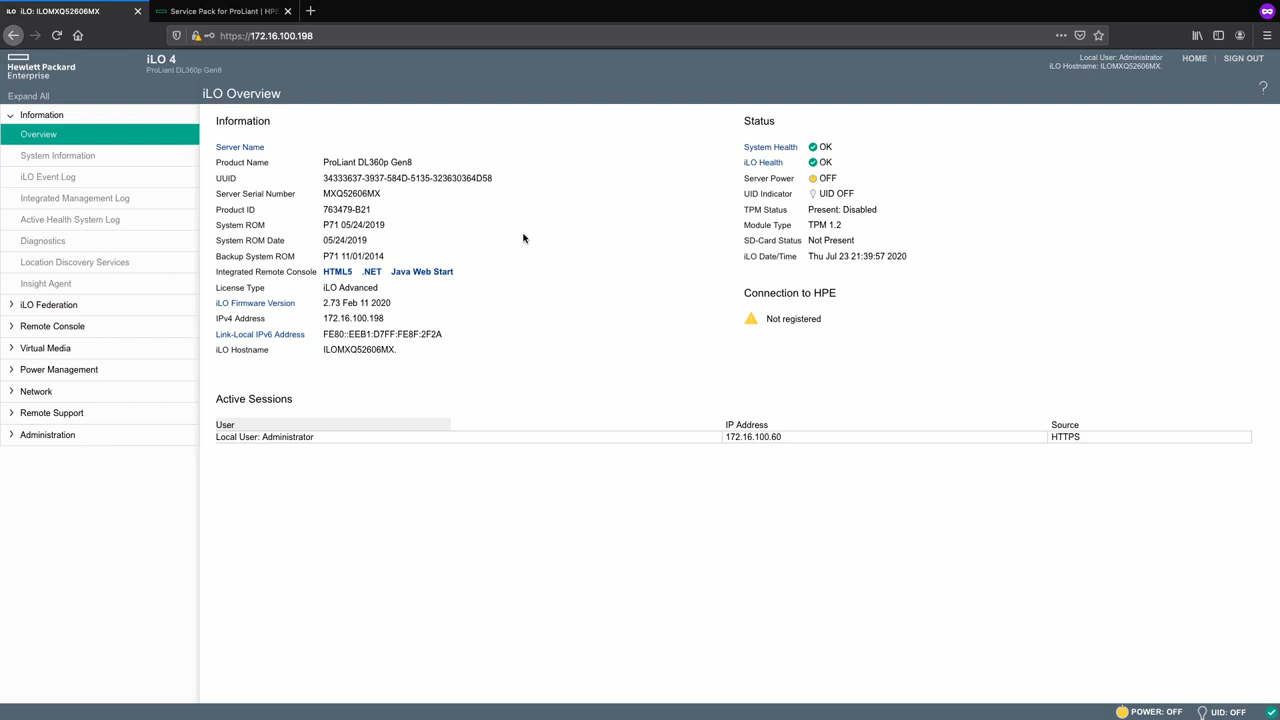 iLO: ILOMXQ52606MX
Service Pack for ProLiant | HPE
https://172.16.100.198
Hewlett Packard
Enterprise
iLO 4
ProLiant DL360p Gen8
Local User: Administrator
iLO Hostname: ILOMXQ52606MX.
HOME
SIGN OUT
Expand All
iLO Overview
?
Information
Overview
System Information
iLO Event Log
Integrated Management Log
Active Health System Log
Diagnostics
Location Discovery Services
Insight Agent
iLO Federation
Remote Console
Virtual Media
Power Management
Network
Remote Support
Administration
Information
Server Name
Product Name ProLiant DL360p Gen8
UUID 34333637-3937-584D-5135-323630364D58
Server Serial Number MXQ52606MX
Product ID 763479-B21
System ROM P71 05/24/2019
System ROM Date 05/24/2019
Backup System ROM P71 11/01/2014
Integrated Remote Console HTML5 .NET Java Web Start
License Type iLO Advanced
iLO Firmware Version 2.73 Feb 11 2020
IPv4 Address 172.16.100.198
Link-Local IPv6 Address FE80::EEB1:D7FF:FE8F:2F2A
iLO Hostname ILOMXQ52606MX.
Status
System Health OK
iLO Health OK
Server Power OFF
UID Indicator UID OFF
TPM Status Present: Disabled
Module Type TPM 1.2
SD-Card Status Not Present
iLO Date/Time Thu Jul 23 21:39:57 2020
Connection to HPE
Not registered
Active Sessions
User IP Address Source
Local User: Administrator 172.16.100.60 HTTPS
POWER: OFF UID: OFF